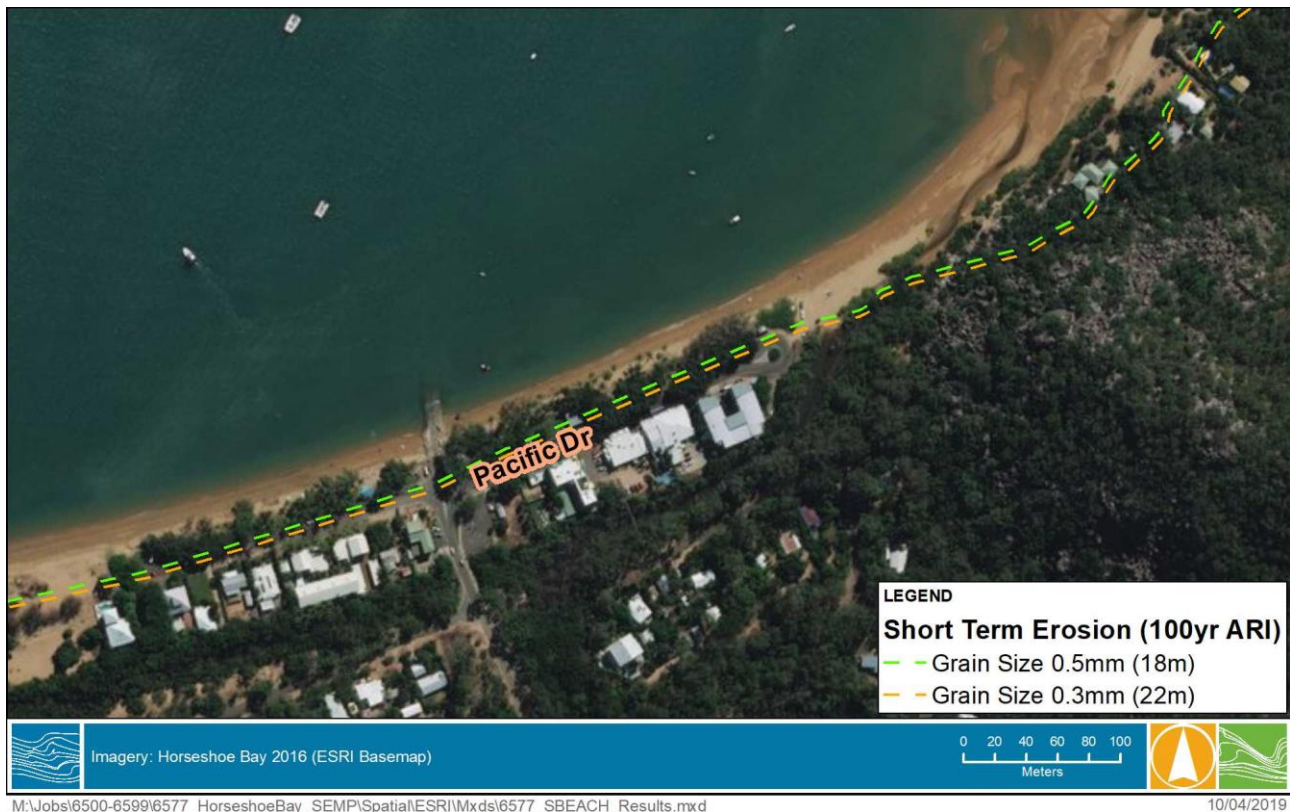 Pacific Dr
LEGEND
Short Term Erosion (100yr ARI)
Grain Size 0.5mm (18m)
Grain Size 0.3mm (22m)
Imagery: Horseshoe Bay 2016 (ESRI Basemap)
0 20 40 60 80 100
Meters
M:\Jobs\6500-6599\6577_HorseshoeBay_SEMP\Spatial\ESRI\Mxds\6577_SBEACH_Results.mxd 10/04/2019